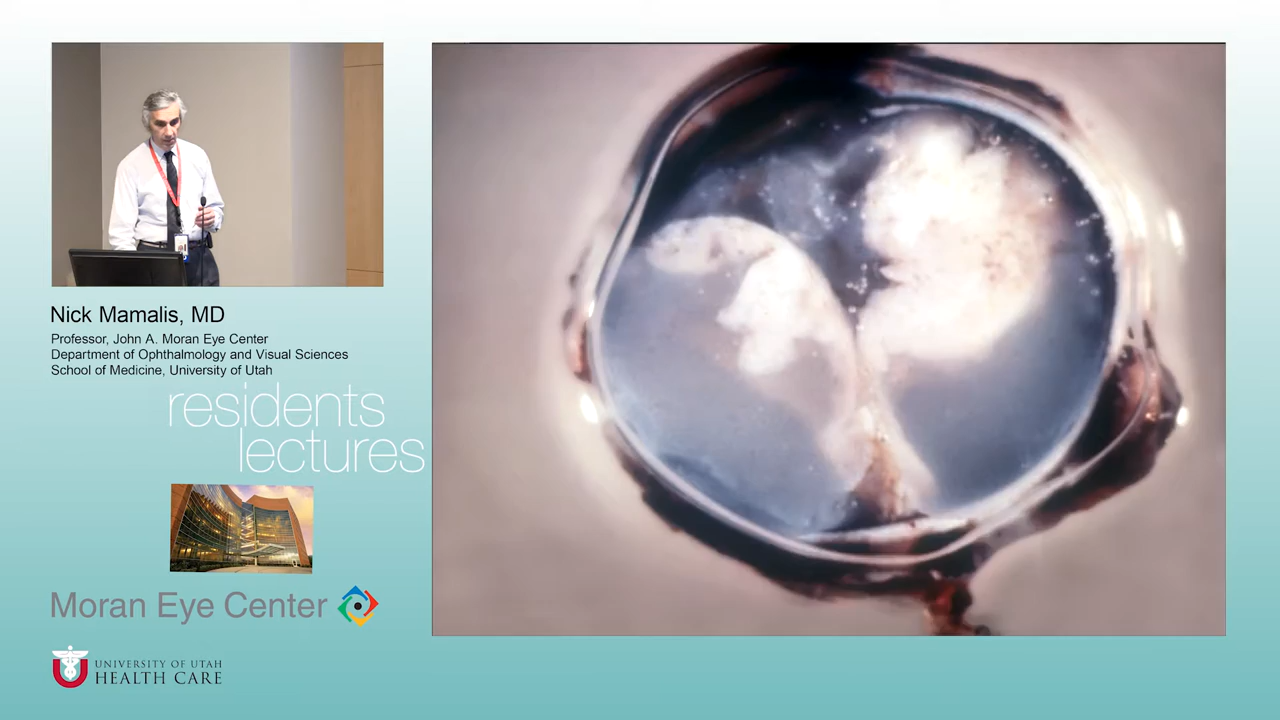 Nick Mamalis, MD
Professor, John A. Moran Eye Center
Department of Ophthalmology and Visual Sciences
School of Medicine, University of Utah
residents
lectures
Moran Eye Center
UNIVERSITY OF UTAH
HEALTH CARE